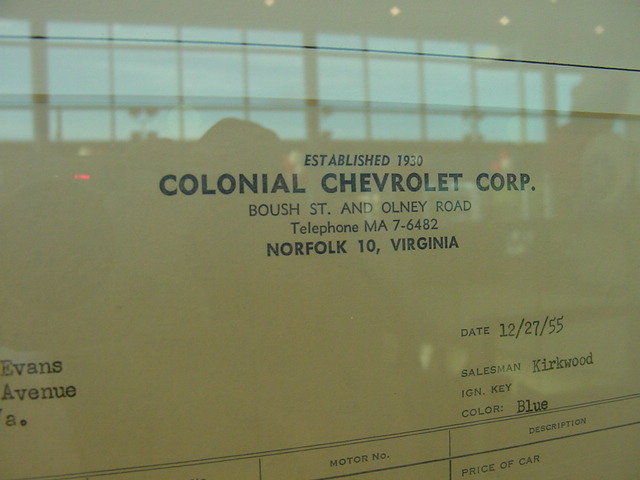 ESTABLISHED 1930
COLONIAL CHEVROLET CORP.
BOUSH ST. AND OLNEY ROAD
Telephone MA 7-6482
NORFOLK 10, VIRGINIA
DATE 12/27/55
Evans
SALESMAN Kirkwood
Avenue
IGN. KEY
Va.
COLOR: Blue
MOTOR No.
DESCRIPTION
PRICE OF CAR